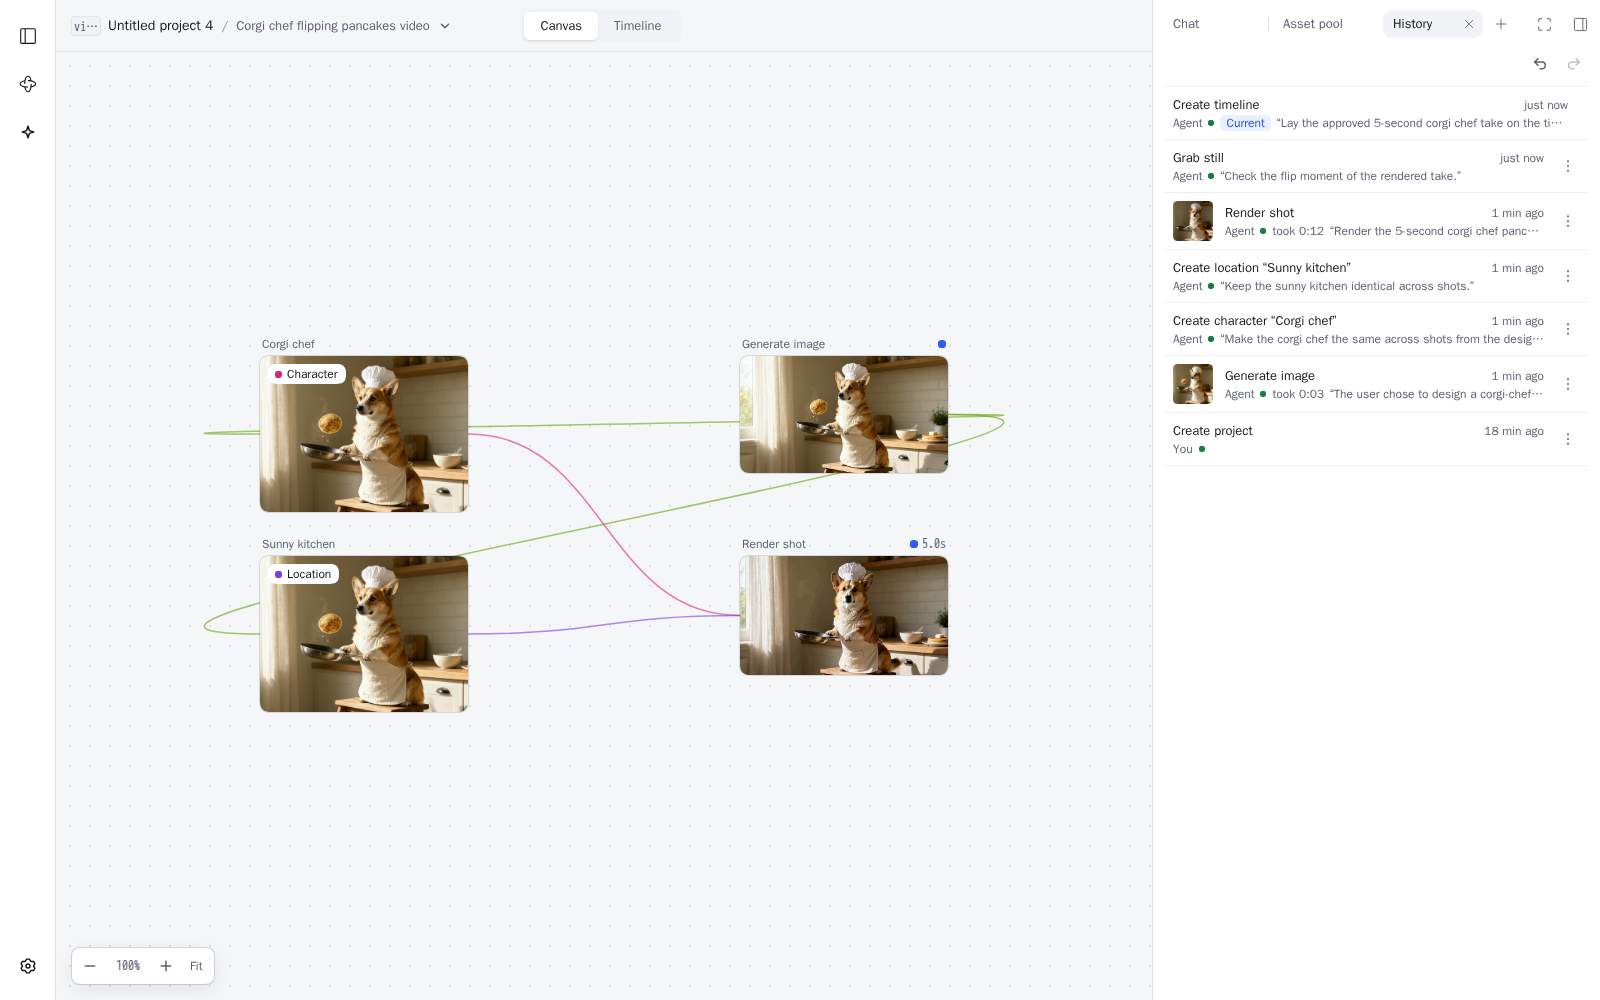 vi···
Untitled project 4 / Corgi chef flipping pancakes video
Canvas
Timeline
Chat
Asset pool
History
Create timeline
just now
Agent Current “Lay the approved 5-second corgi chef take on the ti···
Grab still
just now
Agent “Check the flip moment of the rendered take.”
Render shot
1 min ago
Agent took 0:12 “Render the 5-second corgi chef panc···
Create location “Sunny kitchen”
1 min ago
Agent “Keep the sunny kitchen identical across shots.”
Create character “Corgi chef”
1 min ago
Agent “Make the corgi chef the same across shots from the desig···
Generate image
1 min ago
Agent took 0:03 “The user chose to design a corgi-chef···
Create project
18 min ago
You
Corgi chef
Character
Generate image
Sunny kitchen
Location
Render shot
5.0s
100%
Fit